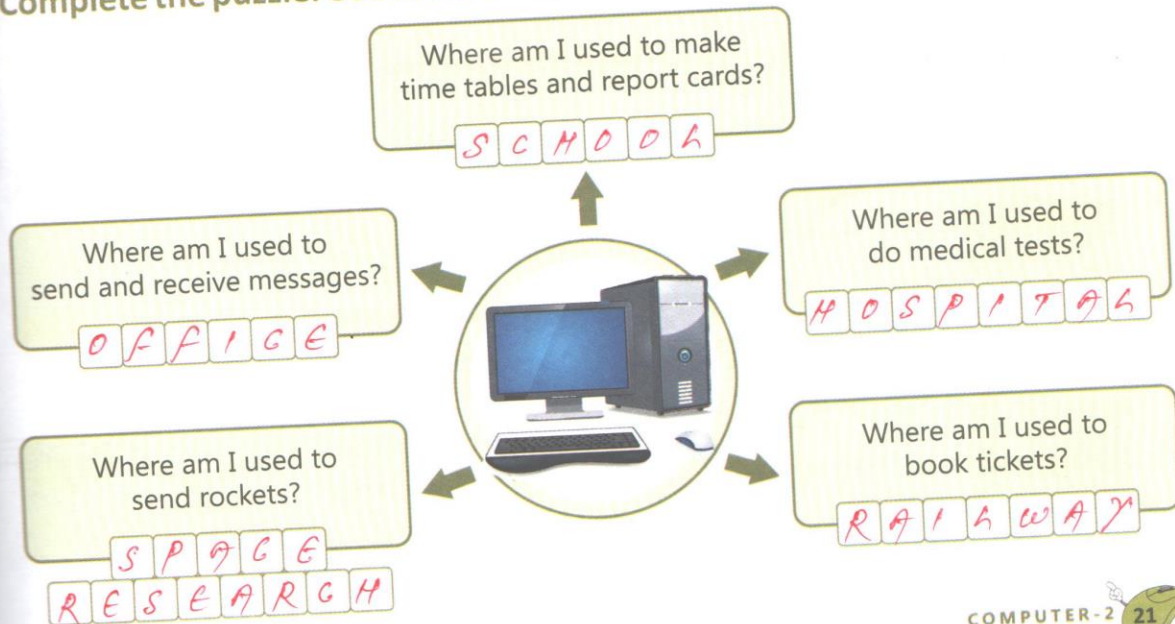 Complete the puzzle.
Where am I used to make
time tables and report cards?
SCHOOL
Where am I used to
send and receive messages?
OFFICE
Where am I used to
do medical tests?
HOSPITAL
Where am I used to
send rockets?
SPACE
RESEARCH
Where am I used to
book tickets?
RAILWAY
COMPUTER-2 21